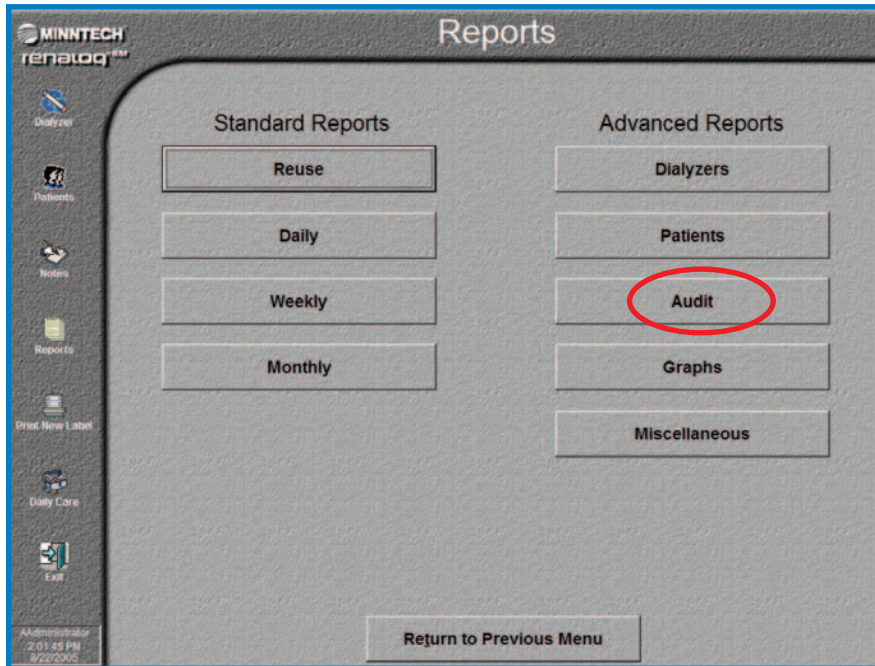 MINNTECH
Reports
renalog RM
Dialyzer
Patients
Notes
Reports
Print New Label
Daily Care
Exit
AAdministrator
2:01:45 PM
8/22/2005
Standard Reports
Reuse
Daily
Weekly
Monthly
Advanced Reports
Dialyzers
Patients
Audit
Graphs
Miscellaneous
Return to Previous Menu